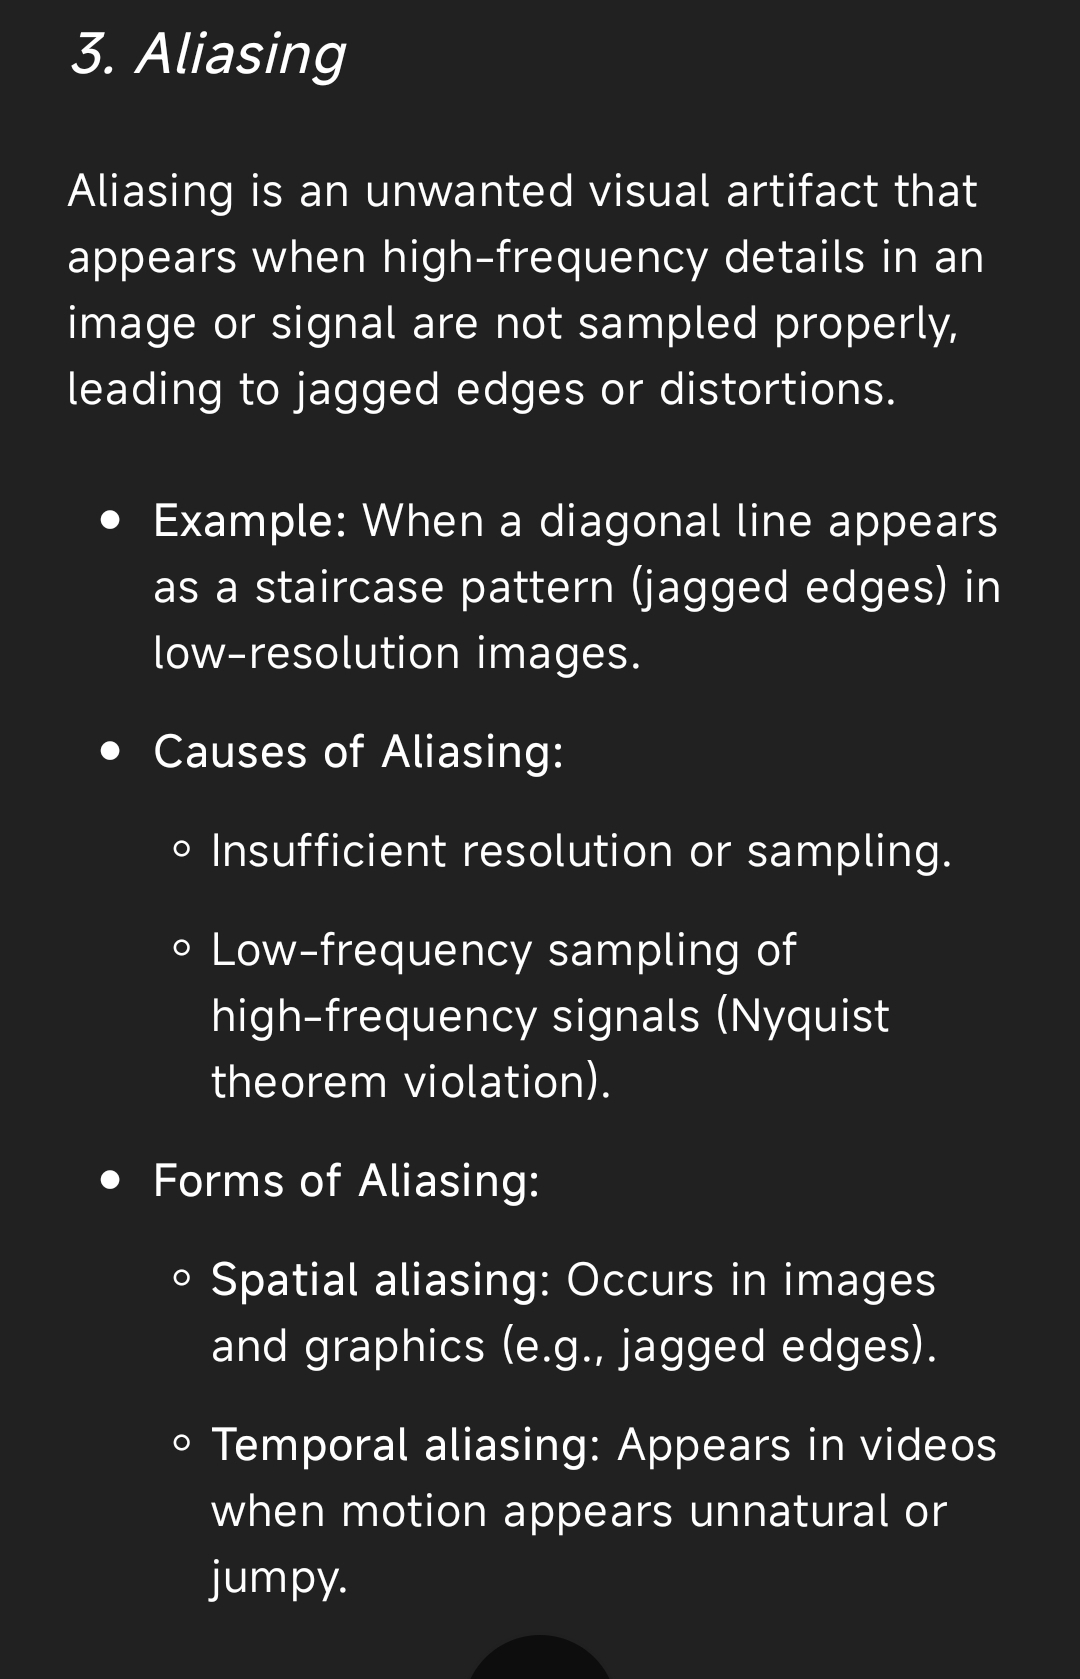 3. Aliasing
Aliasing is an unwanted visual artifact that
appears when high-frequency details in an
image or signal are not sampled properly,
leading to jagged edges or distortions.
• Example: When a diagonal line appears
as a staircase pattern (jagged edges) in
low-resolution images.
• Causes of Aliasing:
◦ Insufficient resolution or sampling.
◦ Low-frequency sampling of
high-frequency signals (Nyquist
theorem violation).
• Forms of Aliasing:
◦ Spatial aliasing: Occurs in images
and graphics (e.g., jagged edges).
◦ Temporal aliasing: Appears in videos
when motion appears unnatural or
jumpy.